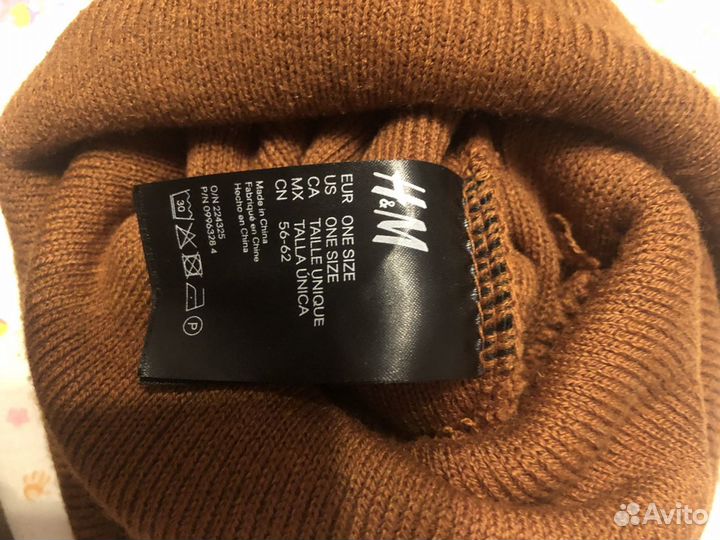 H&M
EUR ONE SIZE
US ONE SIZE
CA TAILLE UNIQUE
MX TALLA ÚNICA
CN 56-62
Made in China
Fabriqué en Chine
Hecho en China
30
P
O/N 224325
P/N 0996328 4
Avito